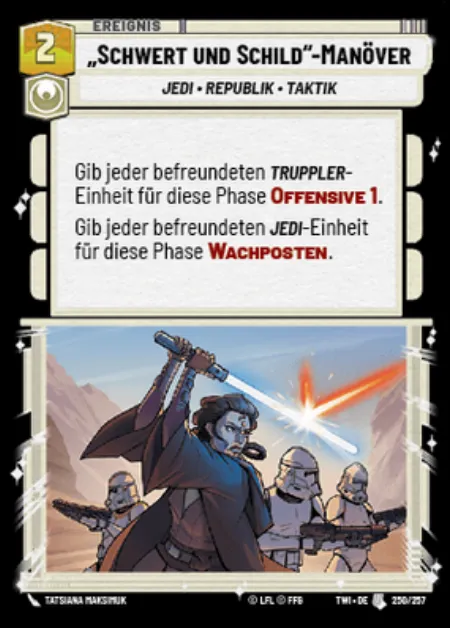 EREIGNIS
2
„Schwert und Schild“-Manöver
JEDI • REPUBLIK • TAKTIK
Gib jeder befreundeten TRUPPLER-
Einheit für diese Phase Offensive 1.
Gib jeder befreundeten JEDI-Einheit
für diese Phase Wachposten.
TATSIANA MAKSIMUK
© LFL © FFG
TWI • DE
250/257